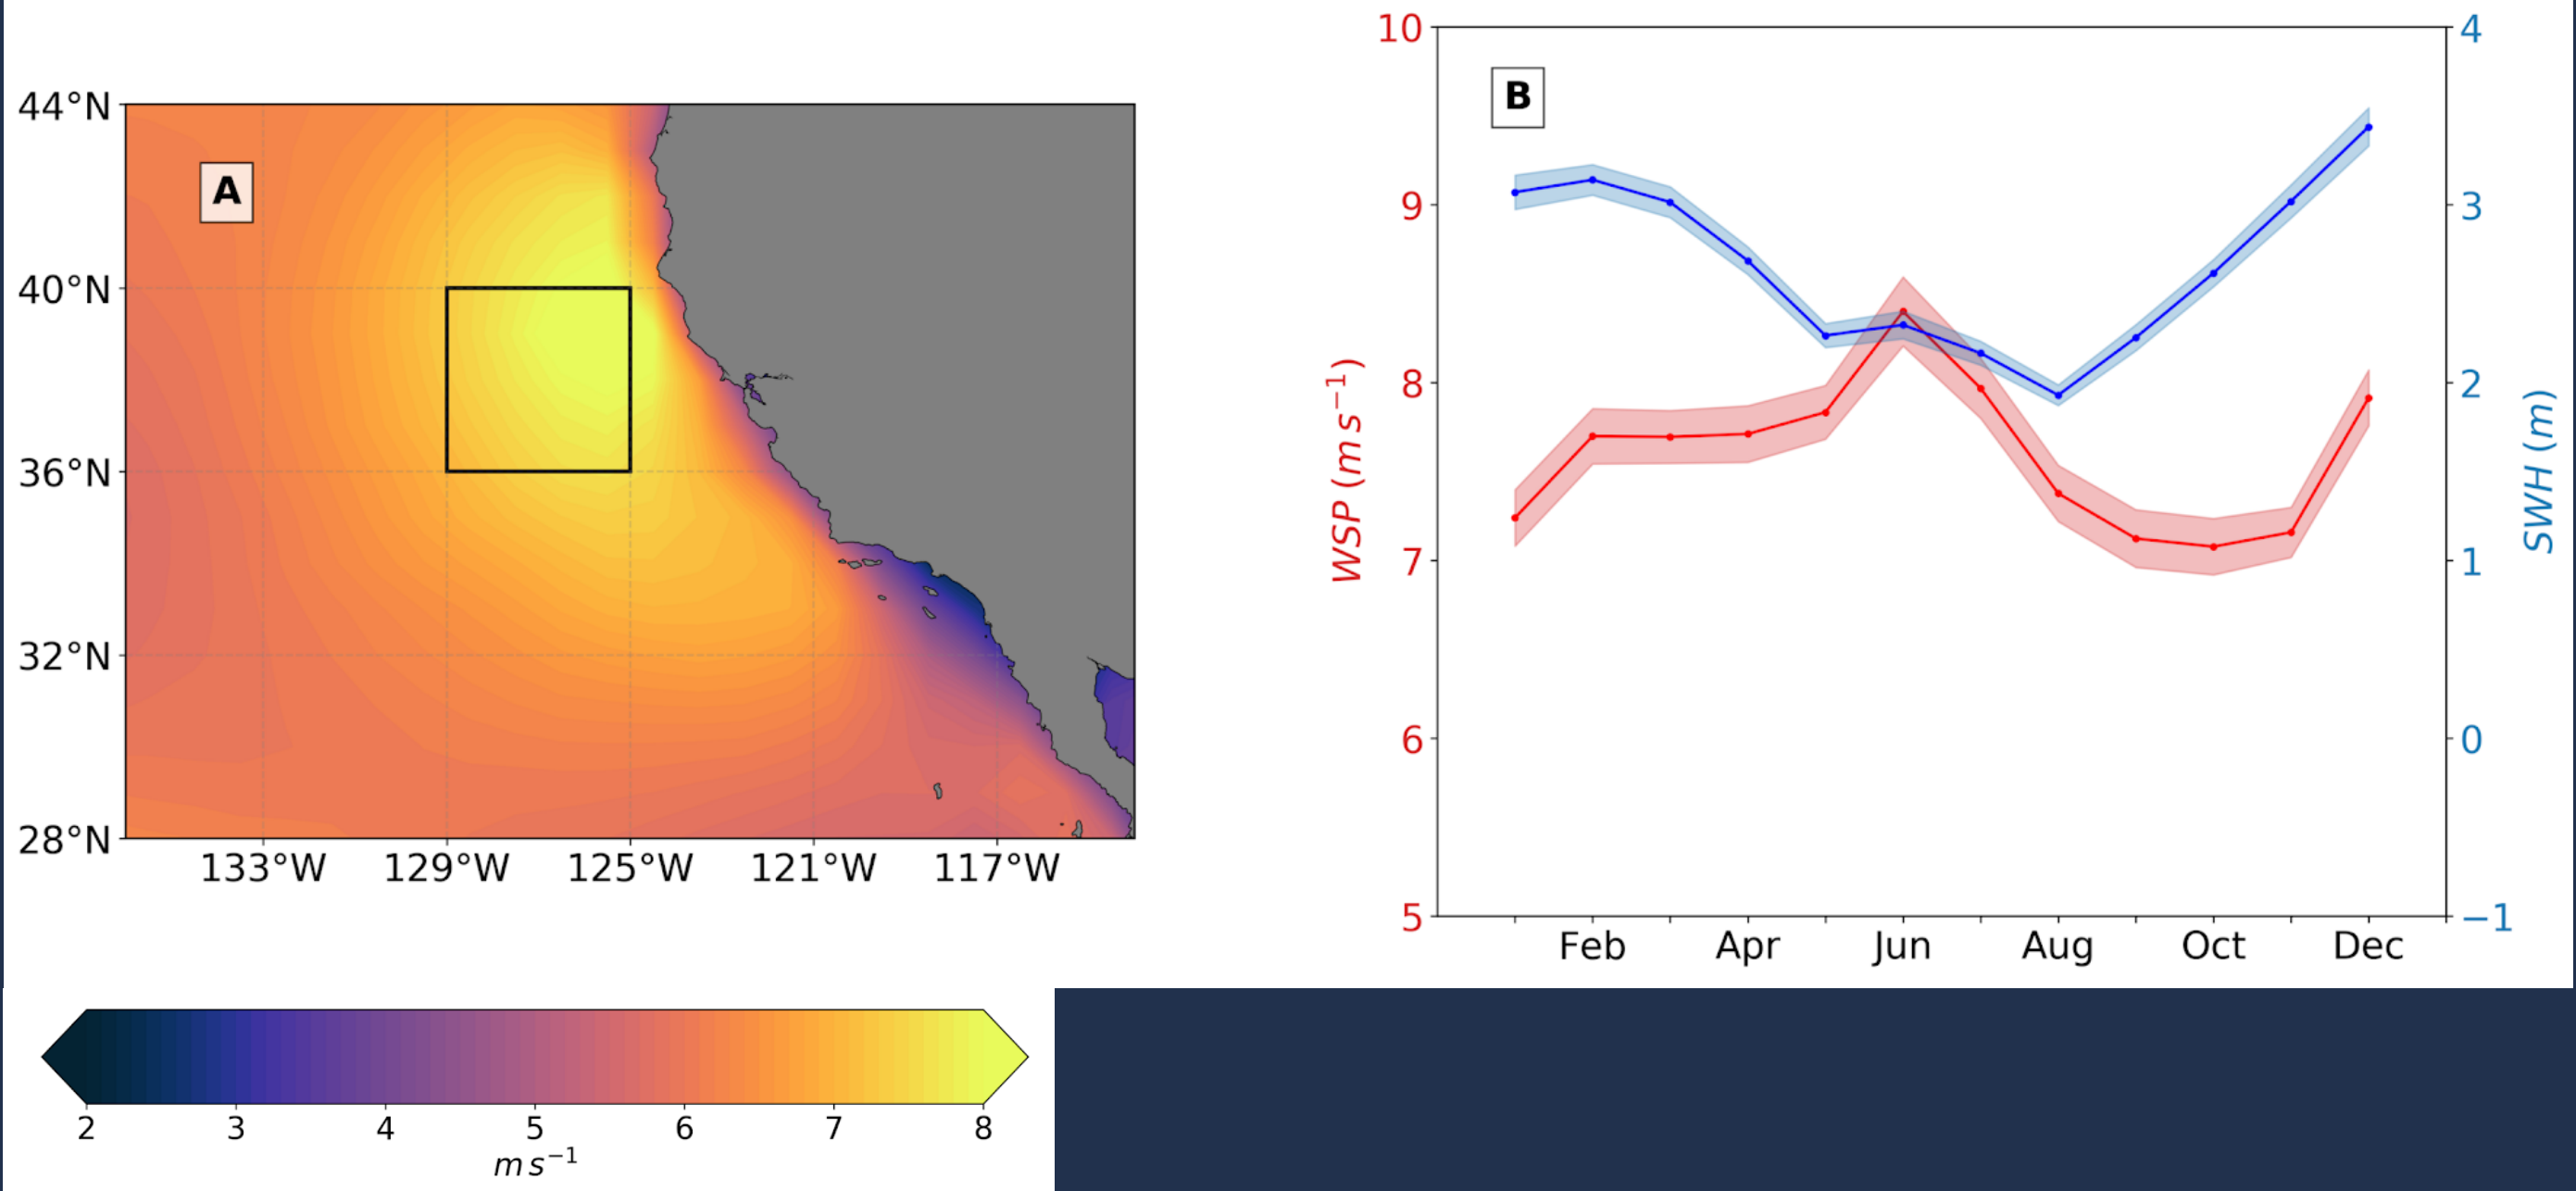 A
44°N
40°N
36°N
32°N
28°N
133°W 129°W 125°W 121°W 117°W
2 3 4 5 6 7 8
m s⁻¹
B
10
9
8
7
6
5
WSP (m s⁻¹)
4
3
2
1
0
−1
SWH (m)
Feb Apr Jun Aug Oct Dec